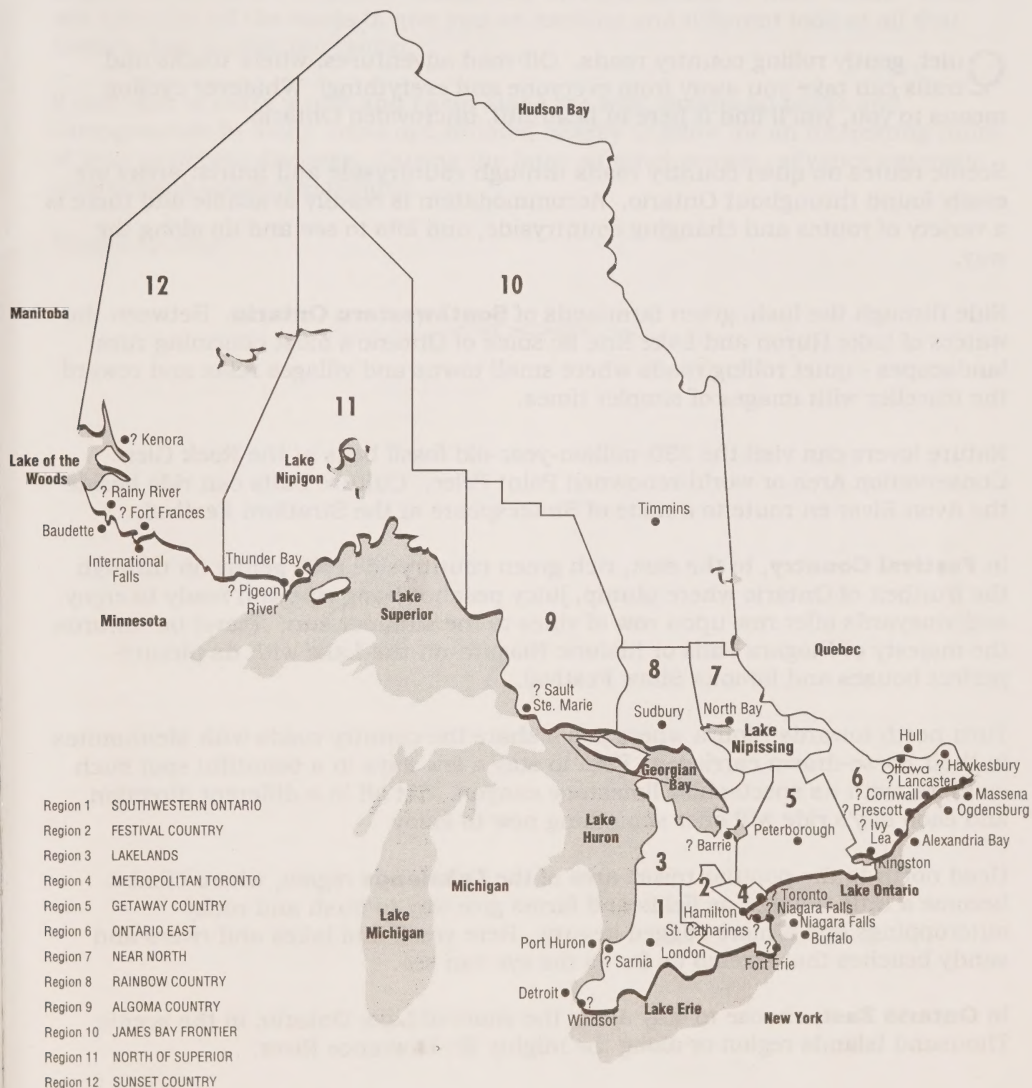 Hudson Bay
12
10
Manitoba
11
? Kenora
Lake of the
Woods
Lake
Nipigon
? Rainy River
? Fort Frances
Baudette
International
Falls
Timmins
Thunder Bay
? Pigeon
River
Lake
Superior
Minnesota
9
Quebec
8
7
? Sault
Ste. Marie
Sudbury
North Bay
Lake
Nipissing
Hull
Georgian
Bay
6
Ottawa
? Hawkesbury
? Lancaster
? Cornwall
Massena
5
? Prescott
Ogdensburg
Lake
Huron
Peterborough
? Ivy
Lea
Alexandria Bay
? Barrie
Kingston
3
Michigan
2
4
Lake Ontario
? Toronto
Hamilton
? Niagara Falls
Lake
Michigan
1
St. Catharines ?
Niagara Falls
Buffalo
Port Huron
London
? Sarnia
?
Fort Erie
Detroit
?
Windsor
Lake Erie
New York
Region 1 SOUTHWESTERN ONTARIO
Region 2 FESTIVAL COUNTRY
Region 3 LAKELANDS
Region 4 METROPOLITAN TORONTO
Region 5 GETAWAY COUNTRY
Region 6 ONTARIO EAST
Region 7 NEAR NORTH
Region 8 RAINBOW COUNTRY
Region 9 ALGOMA COUNTRY
Region 10 JAMES BAY FRONTIER
Region 11 NORTH OF SUPERIOR
Region 12 SUNSET COUNTRY